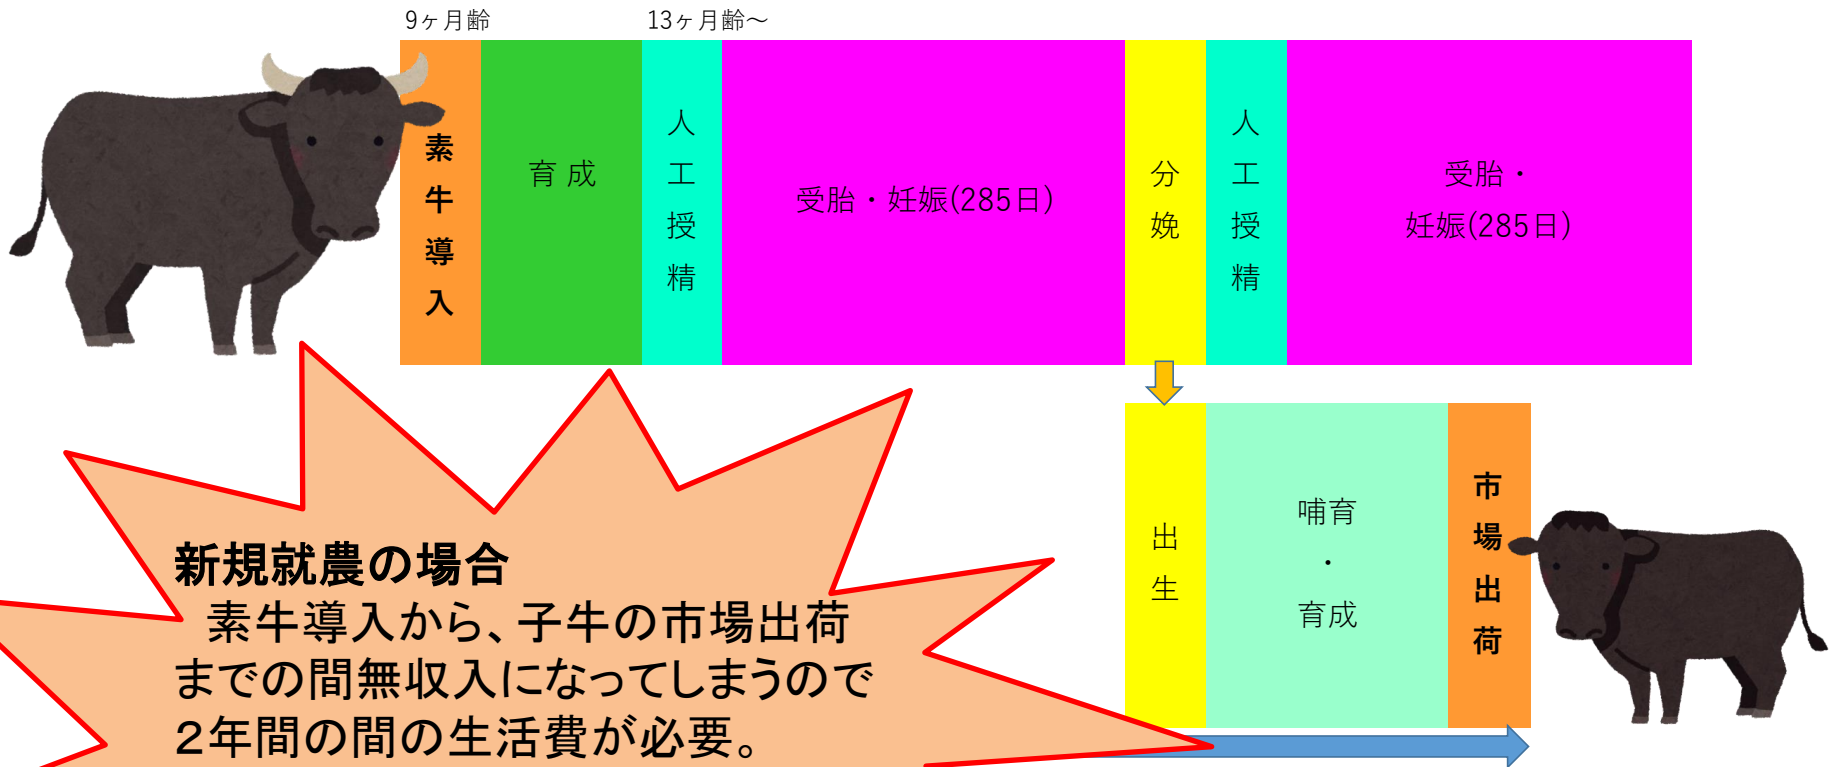 9ヶ月齢
13ヶ月齢～
素牛導入
育 成
人工授精
受胎・妊娠(285日)
分娩
人工授精
受胎・
妊娠(285日)
出生
哺育
・
育成
市場出荷
新規就農の場合
素牛導入から、子牛の市場出荷
までの間無収入になってしまうので
２年間の間の生活費が必要。